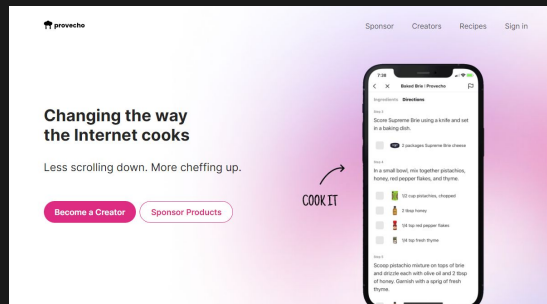 provecho
Sponsor
Creators
Recipes
Sign in
Changing the way
the Internet cooks
Less scrolling down. More cheffing up.
Become a Creator
Sponsor Products
COOK IT
7:28
Baked Brie | Provecho
Ingredients
Directions
Score Supreme Brie using a knife and set
in a baking dish.
2 packages Supreme Brie cheese
In a small bowl, mix together pistachios,
honey, red pepper flakes, and thyme.
1/2 cup pistachios, chopped
2 tbsp honey
1/4 tsp red pepper flakes
1/4 tsp fresh thyme
Scoop pistachio mixture on tops of brie
and drizzle each with olive oil and 2 tbsp
of honey. Garnish with a sprig of fresh
thyme.